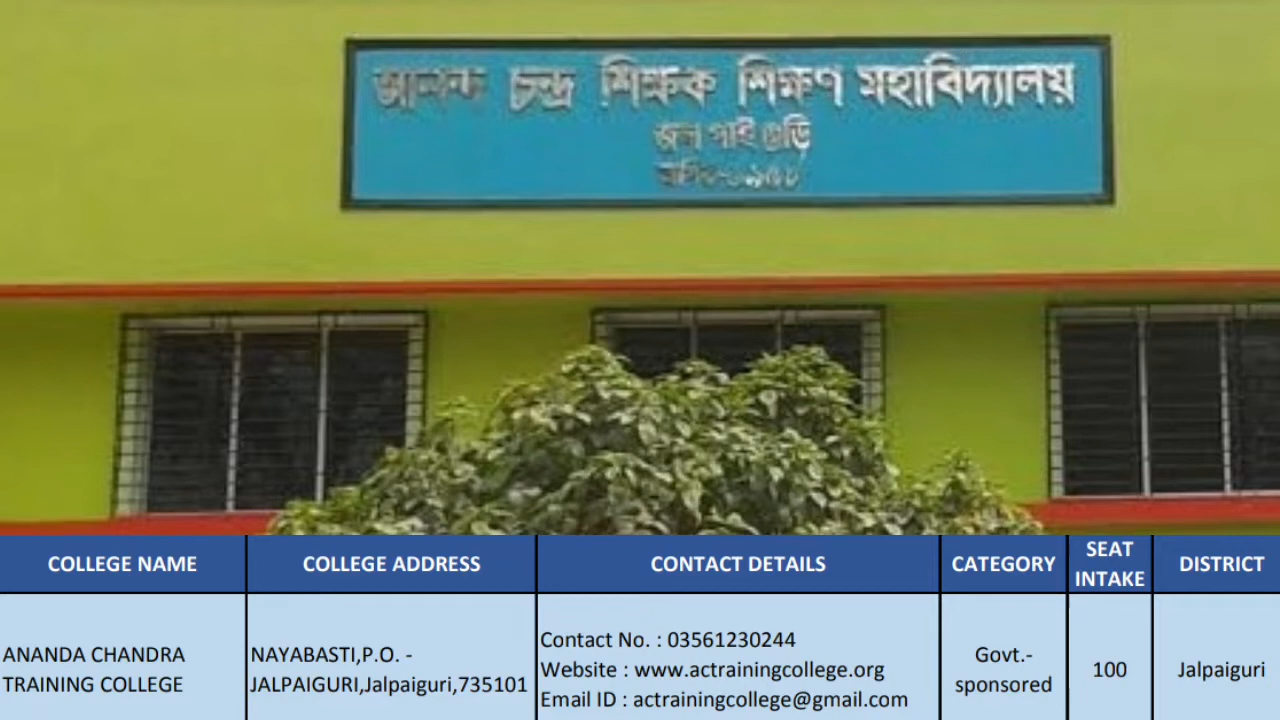 আনন্দ চন্দ্র শিক্ষক শিক্ষণ মহাবিদ্যালয়
জলপাইগুড়ি
COLLEGE NAME
COLLEGE ADDRESS
CONTACT DETAILS
CATEGORY
SEAT
INTAKE
DISTRICT
ANANDA CHANDRA
TRAINING COLLEGE
NAYABASTI,P.O. -
JALPAIGURI,Jalpaiguri,735101
Contact No. : 03561230244
Website : www.actrainingcollege.org
Email ID : actrainingcollege@gmail.com
Govt.-
sponsored
100
Jalpaiguri